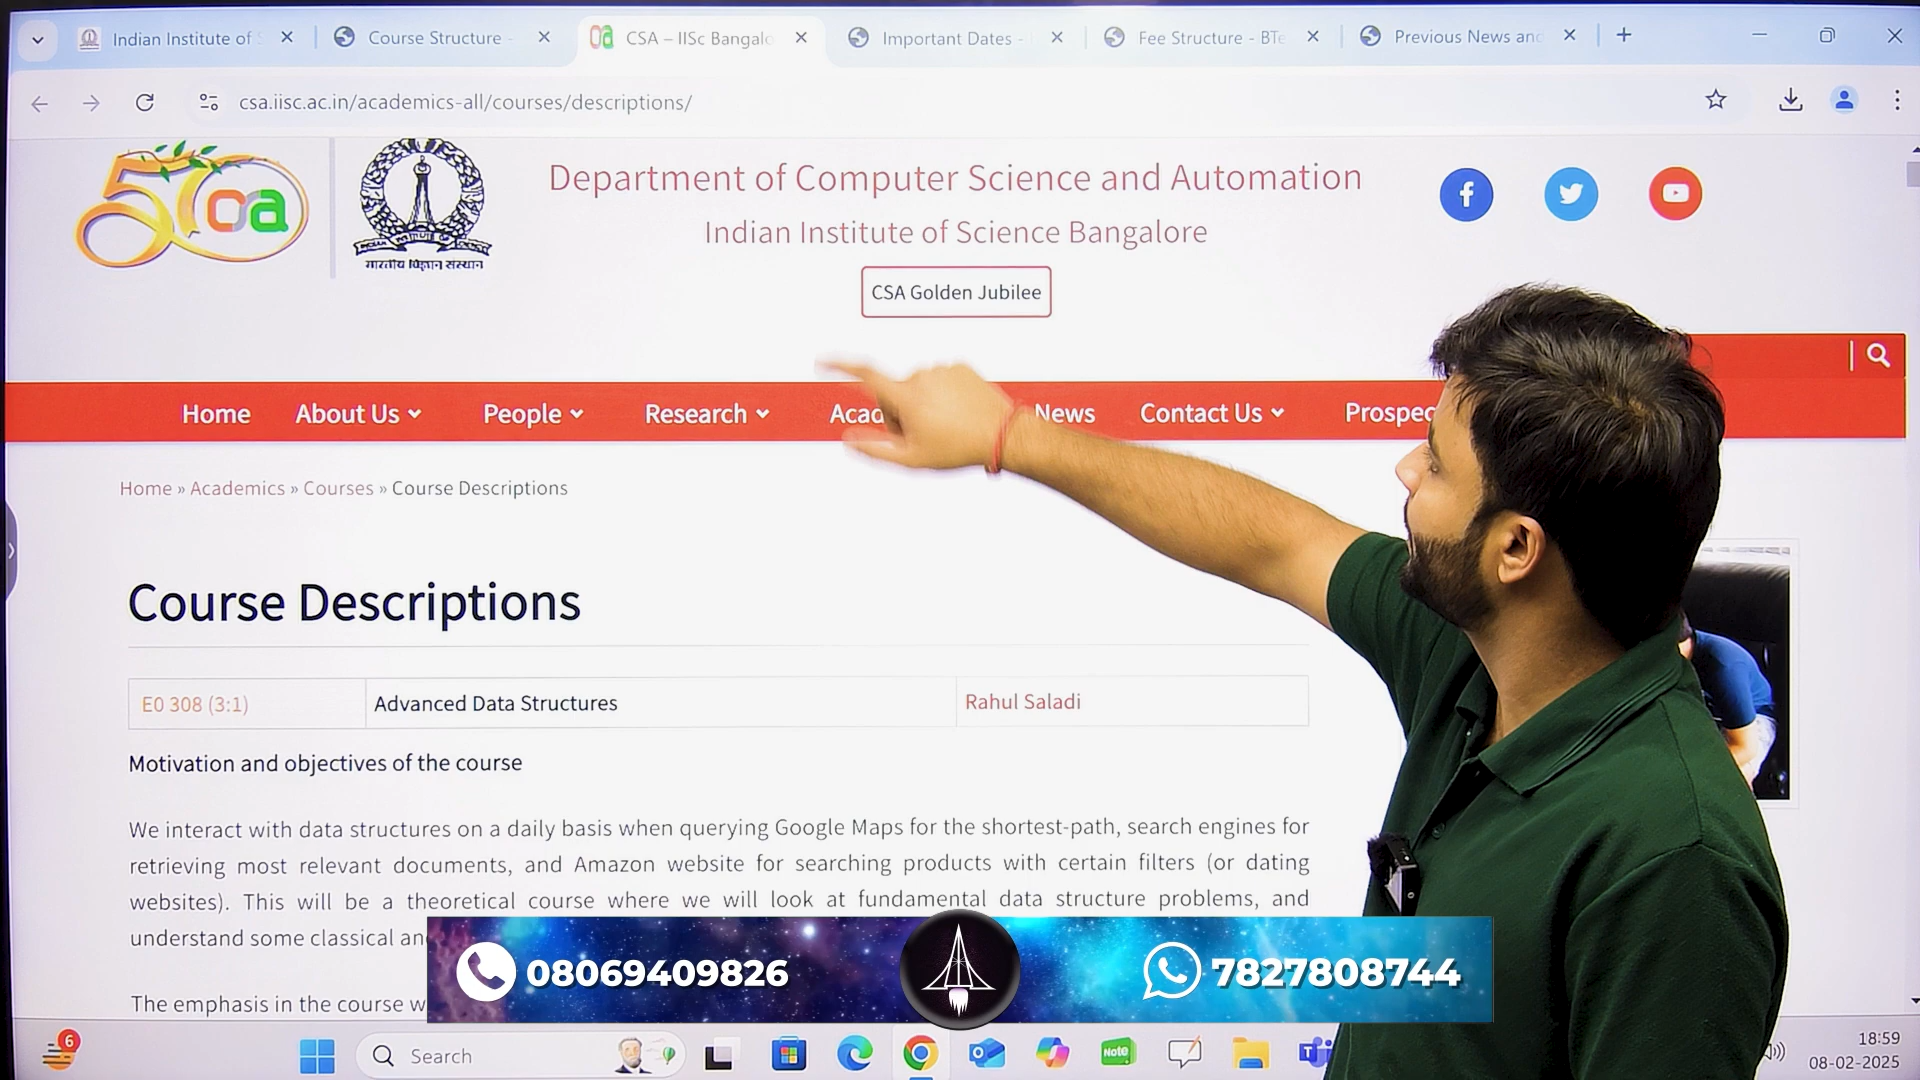 Indian Institute of S
Course Structure -
CSA – IISc Bangalo
Important Dates -
Fee Structure - BTe
Previous News and
csa.iisc.ac.in/academics-all/courses/descriptions/
50
भारतीय विज्ञान संस्थान
Department of Computer Science and Automation
Indian Institute of Science Bangalore
CSA Golden Jubilee
Home
About Us
People
Research
Acad
News
Contact Us
Prospec
Home » Academics » Courses » Course Descriptions
Course Descriptions
E0 308 (3:1)
Advanced Data Structures
Rahul Saladi
Motivation and objectives of the course
We interact with data structures on a daily basis when querying Google Maps for the shortest-path, search engines for
retrieving most relevant documents, and Amazon website for searching products with certain filters (or dating
websites). This will be a theoretical course where we will look at fundamental data structure problems, and
understand some classical an
The emphasis in the course w
08069409826
7827808744
6
Search
Note
18:59
08-02-2025